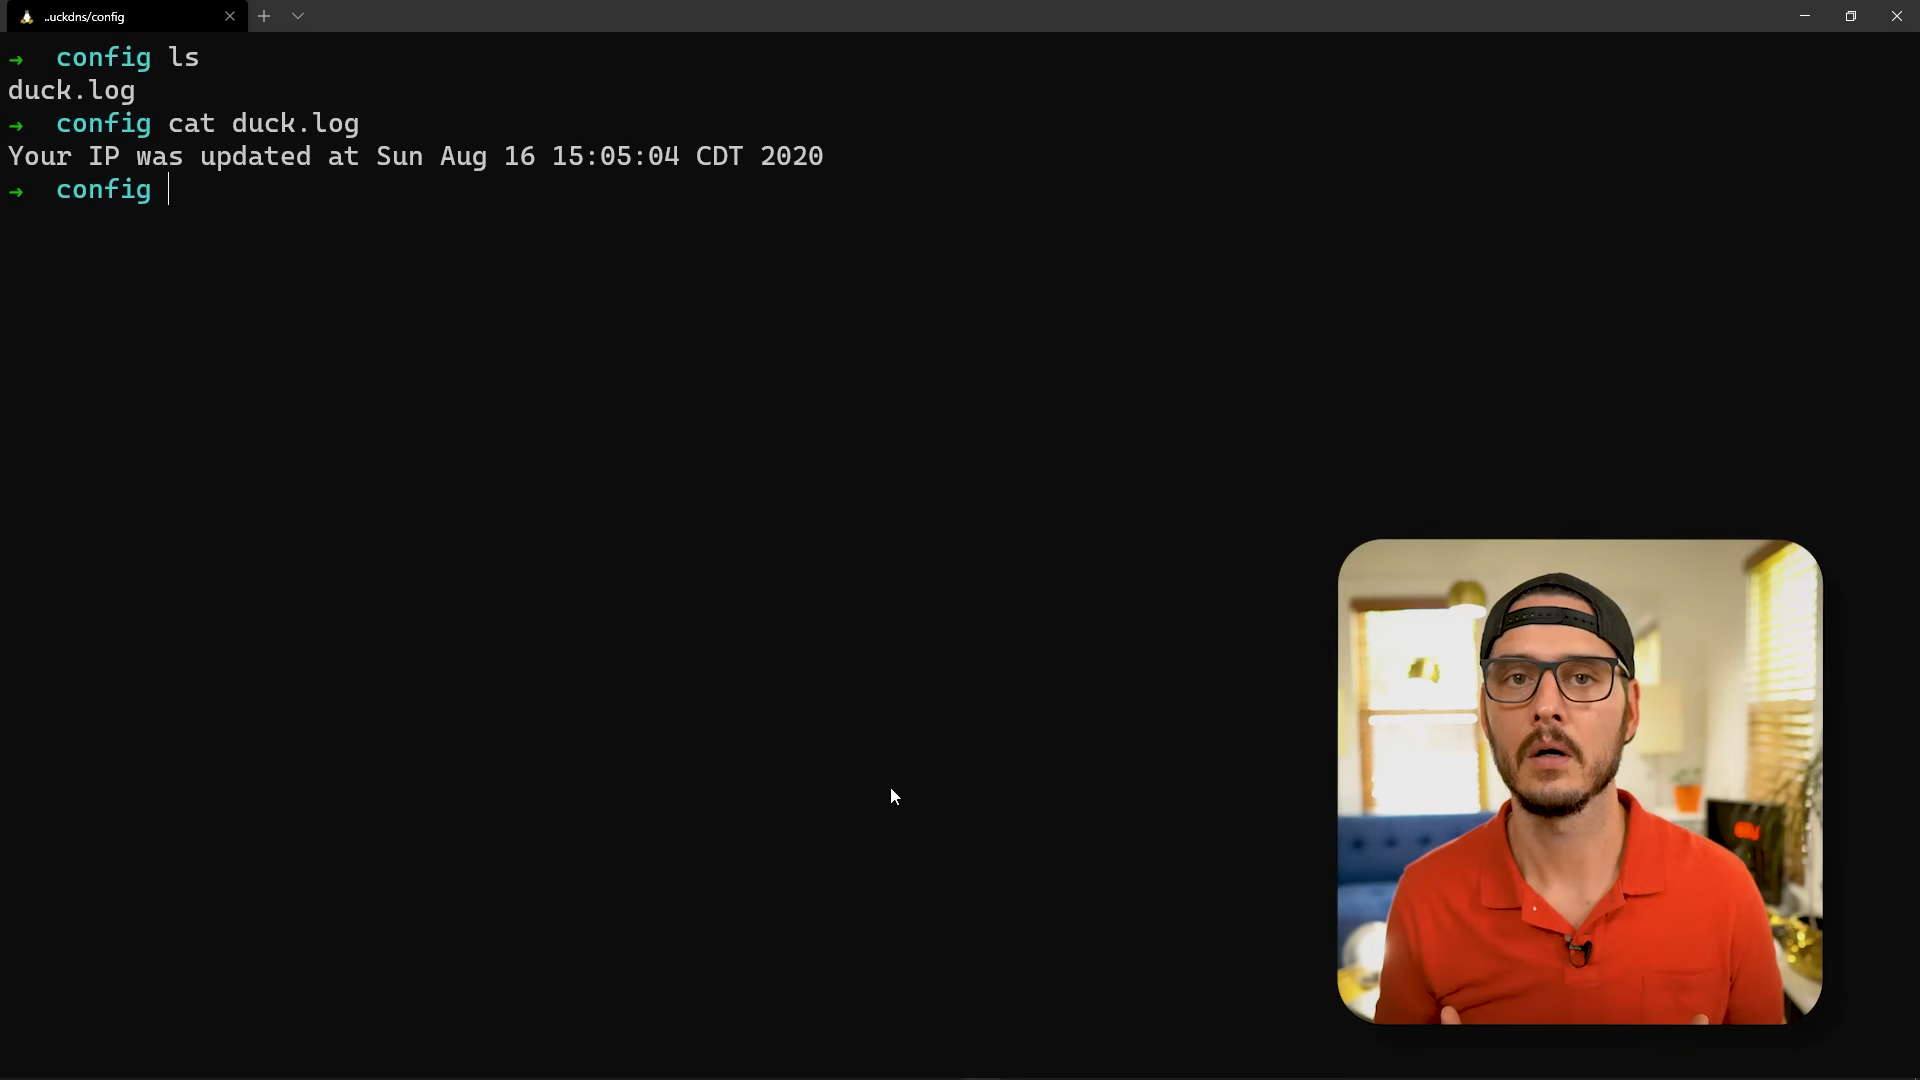 ..uckdns/config
→ config ls
duck.log
→ config cat duck.log
Your IP was updated at Sun Aug 16 15:05:04 CDT 2020
→ config